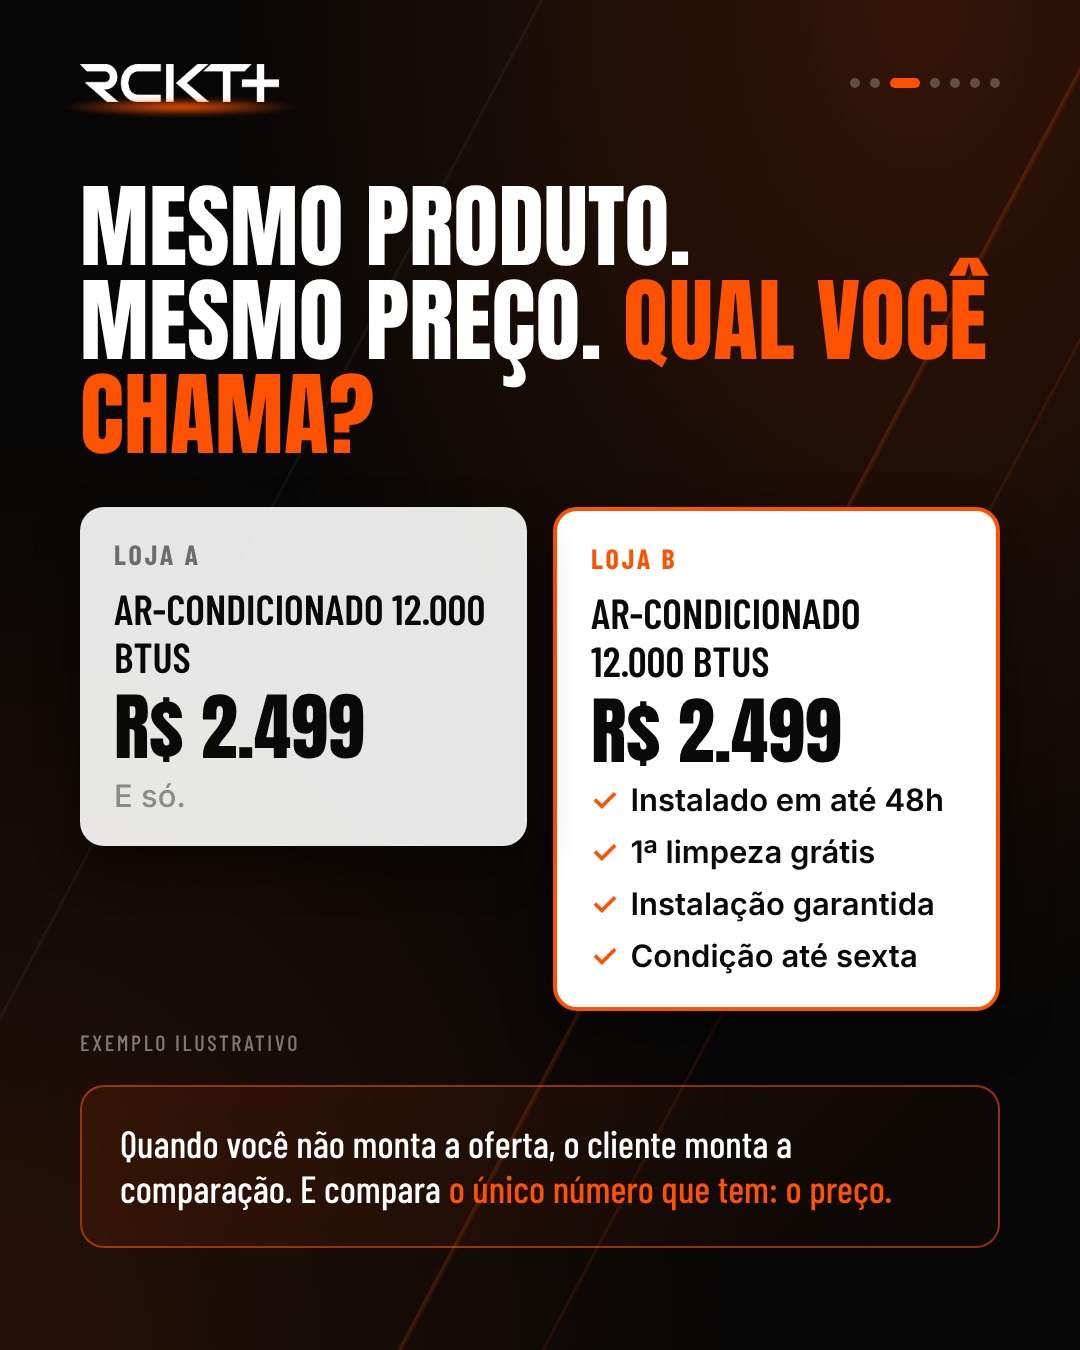 RCKT+
MESMO PRODUTO.
MESMO PREÇO. QUAL VOCÊ
CHAMA?
LOJA A
AR-CONDICIONADO 12.000
BTUS
R$ 2.499
E só.
LOJA B
AR-CONDICIONADO
12.000 BTUS
R$ 2.499
✓ Instalado em até 48h
✓ 1ª limpeza grátis
✓ Instalação garantida
✓ Condição até sexta
EXEMPLO ILUSTRATIVO
Quando você não monta a oferta, o cliente monta a
comparação. E compara o único número que tem: o preço.